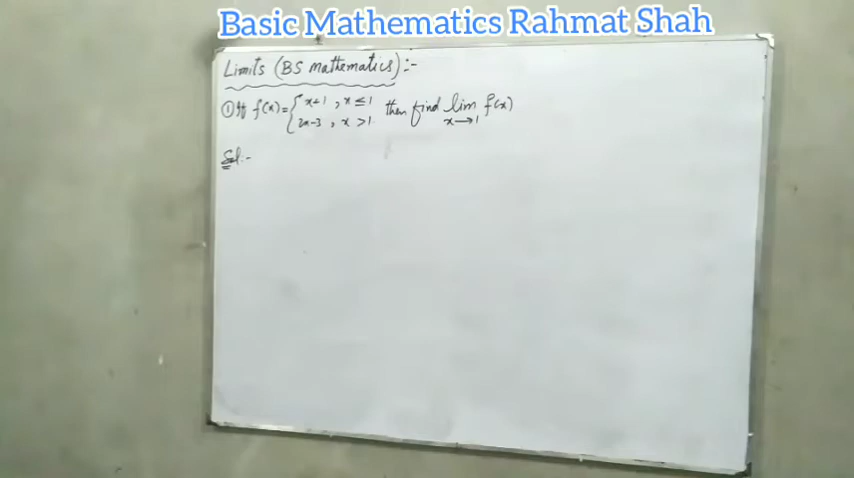 Basic Mathematics Rahmat Shah
Limits (BS mathematics):-
① If f(x)= { x+1 , x ≤ 1
2x-3 , x > 1 then find lim x→1 f(x)
Sol:-